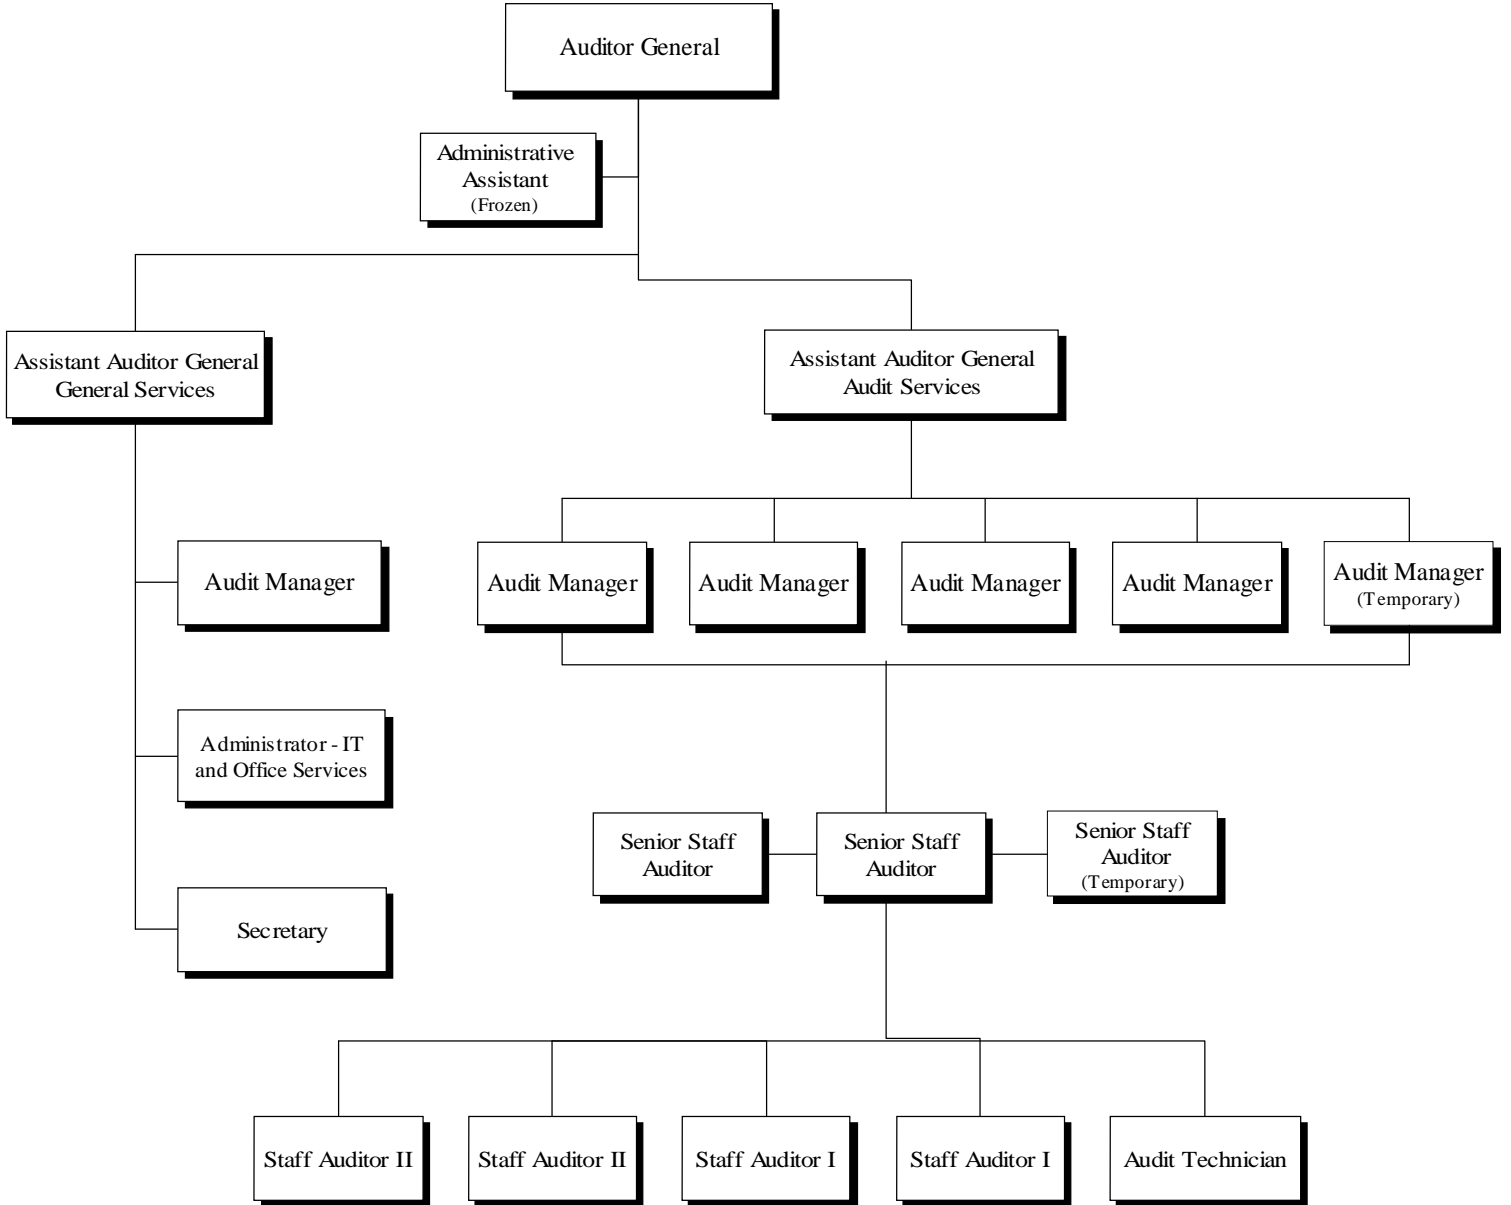 Auditor General
Administrative
Assistant
(Frozen)
Assistant Auditor General
General Services
Assistant Auditor General
Audit Services
Audit Manager
Audit Manager
Audit Manager
Audit Manager
Audit Manager
(Temporary)
Audit Manager
Administrator - IT
and Office Services
Senior Staff
Auditor
Senior Staff
Auditor
Senior Staff
Auditor
(Temporary)
Secretary
Staff Auditor II
Staff Auditor II
Staff Auditor I
Staff Auditor I
Audit Technician